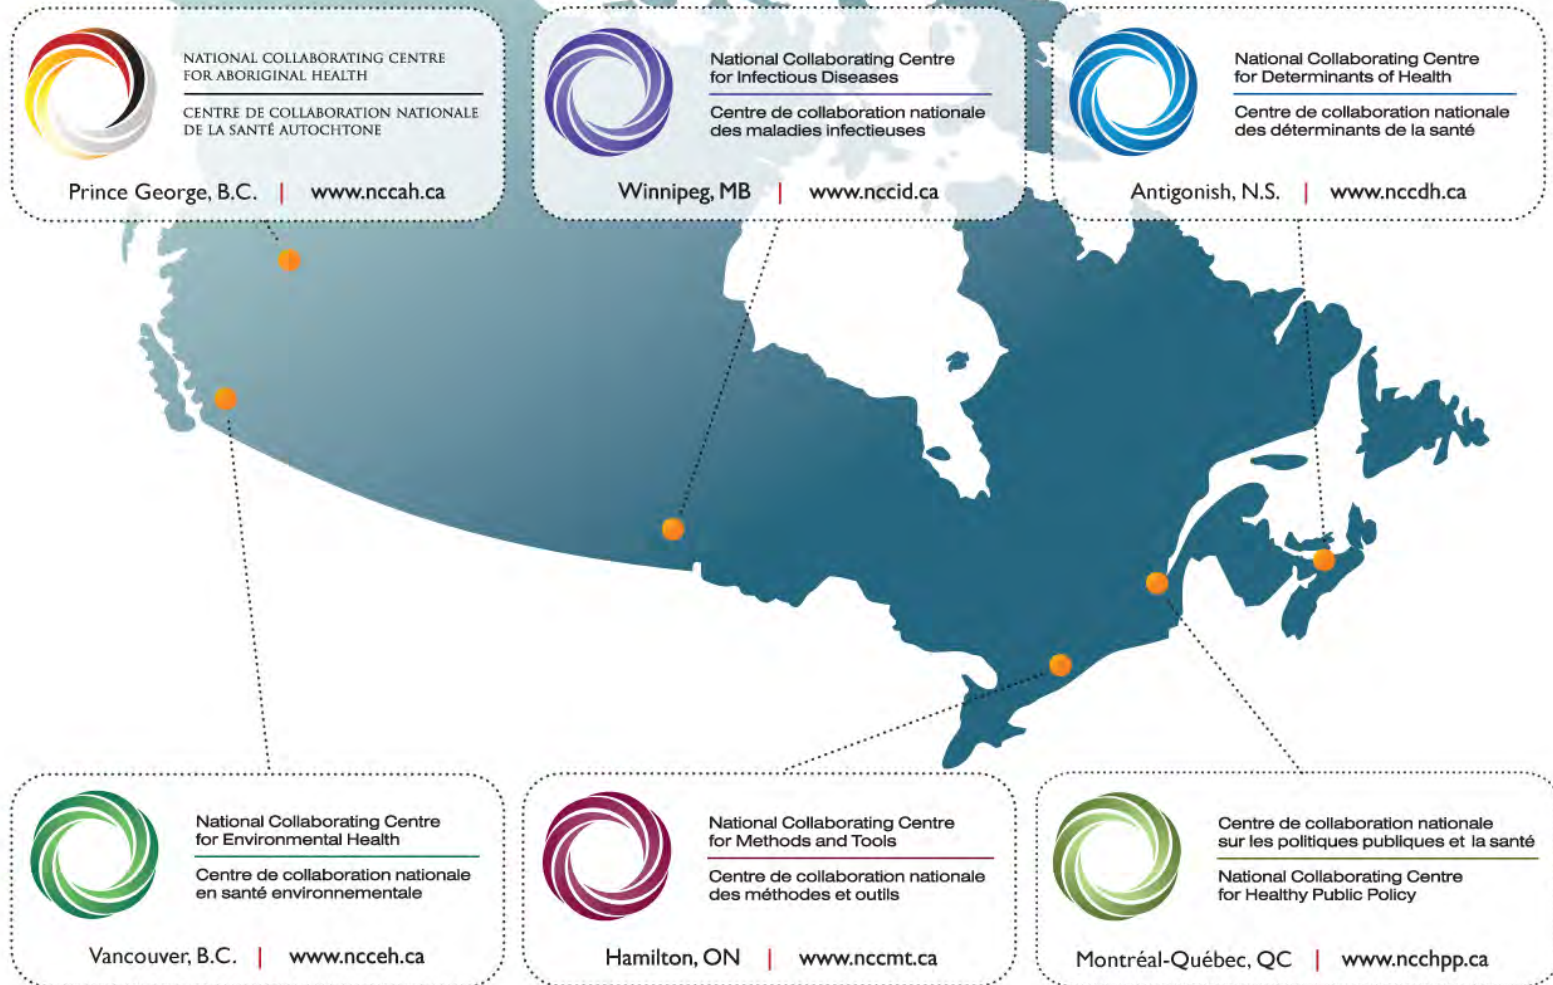 NATIONAL COLLABORATING CENTRE
FOR ABORIGINAL HEALTH
CENTRE DE COLLABORATION NATIONALE
DE LA SANTÉ AUTOCHTONE
Prince George, B.C. | www.nccah.ca
National Collaborating Centre
for Infectious Diseases
Centre de collaboration nationale
des maladies infectieuses
Winnipeg, MB | www.nccid.ca
National Collaborating Centre
for Determinants of Health
Centre de collaboration nationale
des déterminants de la santé
Antigonish, N.S. | www.nccdh.ca
National Collaborating Centre
for Environmental Health
Centre de collaboration nationale
en santé environnementale
Vancouver, B.C. | www.ncceh.ca
National Collaborating Centre
for Methods and Tools
Centre de collaboration nationale
des méthodes et outils
Hamilton, ON | www.nccmt.ca
Centre de collaboration nationale
sur les politiques publiques et la santé
National Collaborating Centre
for Healthy Public Policy
Montréal-Québec, QC | www.ncchpp.ca